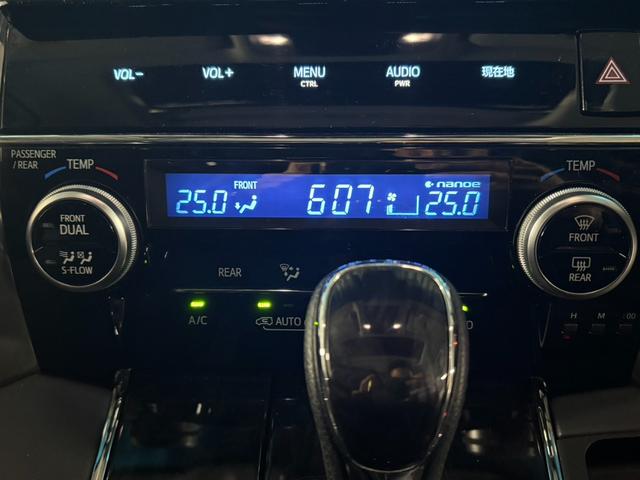 VOL− VOL+ MENU AUDIO 現在地
CTRL PWR
PASSENGER
/ REAR
TEMP
TEMP
FRONT
DUAL
S-FLOW
FRONT
25.0
607
nanoe
25.0
FRONT
REAR
REAR
A/C
AUTO
H M :00